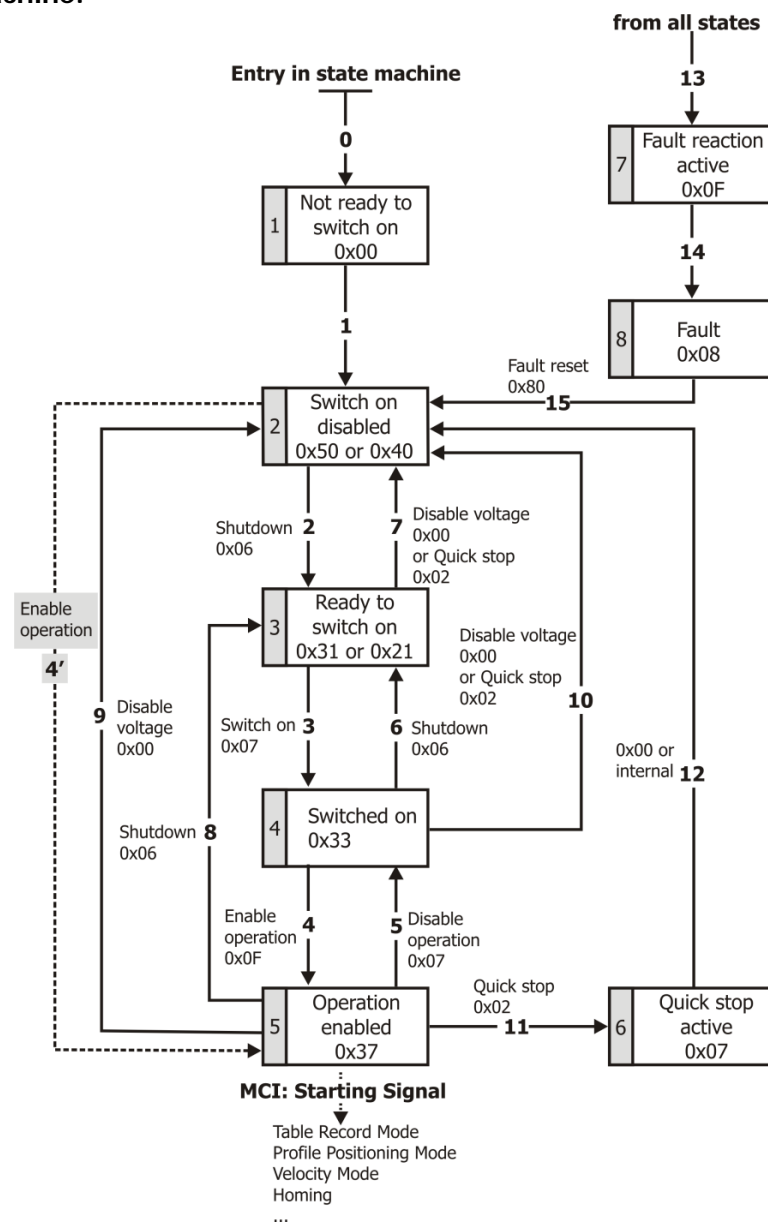 from all states
13
Entry in state machine
0
7
Fault reaction
active
0x0F
1
Not ready to
switch on
0x00
14
8
Fault
0x08
1
Fault reset
0x80
15
2
Switch on
disabled
0x50 or 0x40
Shutdown
0x06
2
7
Disable voltage
0x00
or Quick stop
0x02
Enable
operation
4’
3
Ready to
switch on
0x31 or 0x21
Disable voltage
0x00
or Quick stop
0x02
10
9
Disable
voltage
0x00
Switch on
0x07
3
6
Shutdown
0x06
0x00 or
internal
12
Shutdown
0x06
8
4
Switched on
0x33
Enable
operation
0x0F
4
5
Disable
operation
0x07
Quick stop
0x02
11
5
Operation
enabled
0x37
6
Quick stop
active
0x07
MCI: Starting Signal
Table Record Mode
Profile Positioning Mode
Velocity Mode
Homing
...